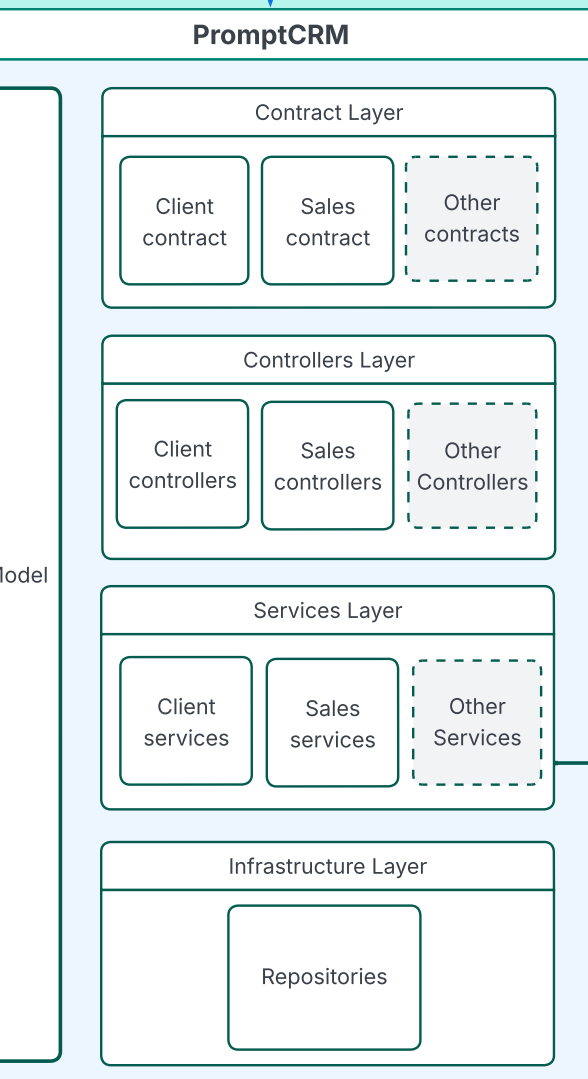 PromptCRM
Contract Layer
Client
contract
Sales
contract
Other
contracts
Controllers Layer
Client
controllers
Sales
controllers
Other
Controllers
Services Layer
Client
services
Sales
services
Other
Services
Infrastructure Layer
Repositories